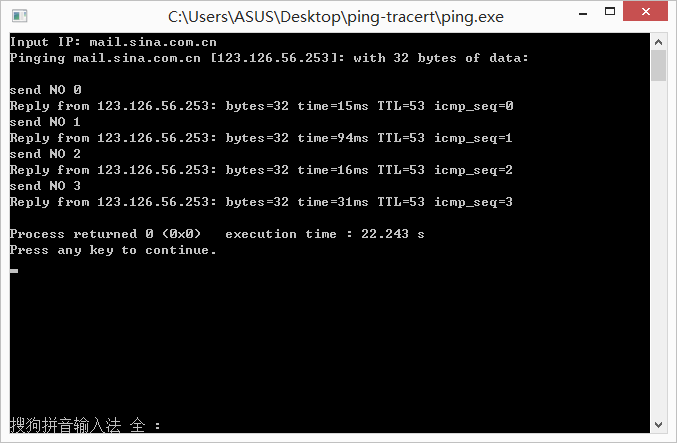 C:\Users\ASUS\Desktop\ping-tracert\ping.exe
Input IP: mail.sina.com.cn
Pinging mail.sina.com.cn [123.126.56.253]: with 32 bytes of data:
send NO 0
Reply from 123.126.56.253: bytes=32 time=15ms TTL=53 icmp_seq=0
send NO 1
Reply from 123.126.56.253: bytes=32 time=94ms TTL=53 icmp_seq=1
send NO 2
Reply from 123.126.56.253: bytes=32 time=16ms TTL=53 icmp_seq=2
send NO 3
Reply from 123.126.56.253: bytes=32 time=31ms TTL=53 icmp_seq=3
Process returned 0 (0x0)   execution time : 22.243 s
Press any key to continue.
搜狗拼音输入法 全 :